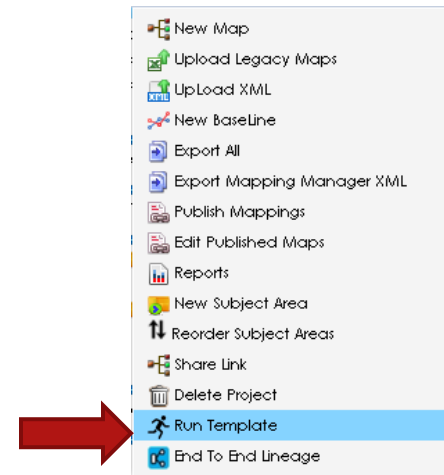 New Map
Upload Legacy Maps
XML UpLoad XML
New BaseLine
Export All
Export Mapping Manager XML
Publish Mappings
Edit Published Maps
Reports
New Subject Area
Reorder Subject Areas
Share Link
Delete Project
Run Template
End To End Lineage